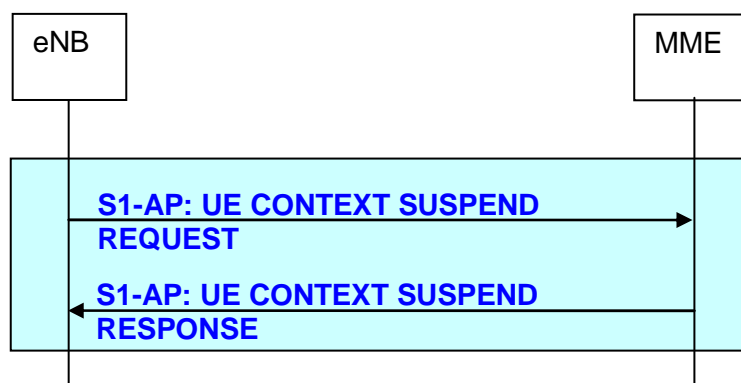 eNB
MME
S1-AP: UE CONTEXT SUSPEND
REQUEST
S1-AP: UE CONTEXT SUSPEND
RESPONSE